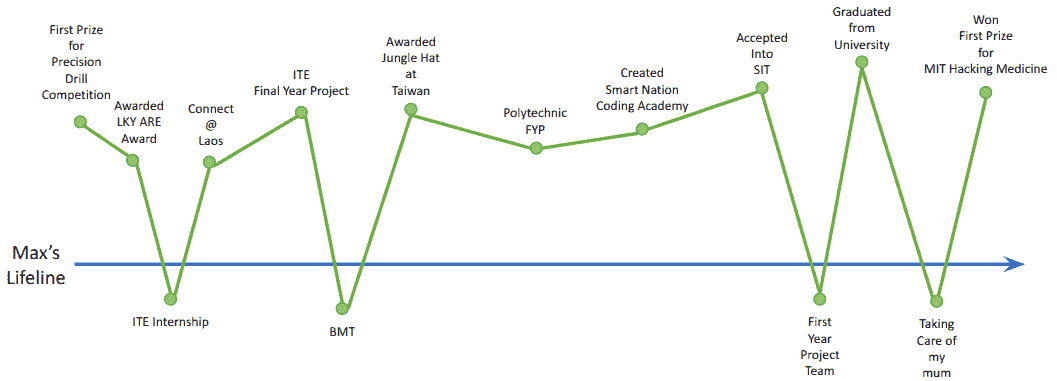 First Prize
for
Precision
Drill
Competition
Awarded
LKY ARE
Award
ITE Internship
Connect
@
Laos
ITE
Final Year Project
BMT
Awarded
Jungle Hat
at
Taiwan
Polytechnic
FYP
Created
Smart Nation
Coding Academy
Accepted
Into
SIT
First
Year
Project
Team
Graduated
from
University
Taking
Care of
my
mum
Won
First Prize
for
MIT Hacking Medicine
Max’s
Lifeline